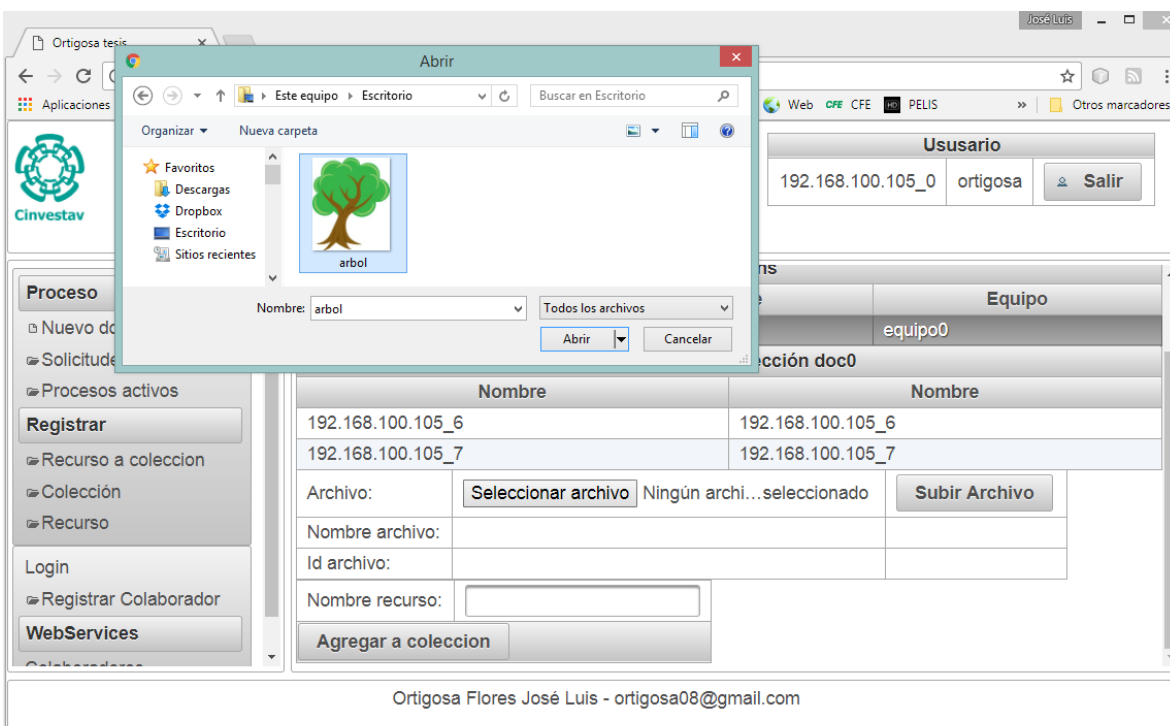 José Luis
Ortigosa tesis
Abrir
Aplicaciones
Este equipo Escritorio
Buscar en Escritorio
Web CFE CFE HD PELIS » Otros marcadores
Organizar Nueva carpeta
Favoritos
Descargas
Dropbox
Escritorio
Sitios recientes
arbol
Nombre: arbol
Todos los archivos
Abrir Cancelar
Cinvestav
Ususario
192.168.100.105_0 ortigosa Salir
Proceso
Nuevo do
Solicitude
Procesos activos
Registrar
Recurso a coleccion
Colección
Recurso
Login
Registrar Colaborador
WebServices
Equipo
equipo0
ección doc0
Nombre Nombre
192.168.100.105_6 192.168.100.105_6
192.168.100.105_7 192.168.100.105_7
Archivo: Seleccionar archivo Ningún archi...seleccionado Subir Archivo
Nombre archivo:
Id archivo:
Nombre recurso:
Agregar a coleccion
Ortigosa Flores José Luis - ortigosa08@gmail.com